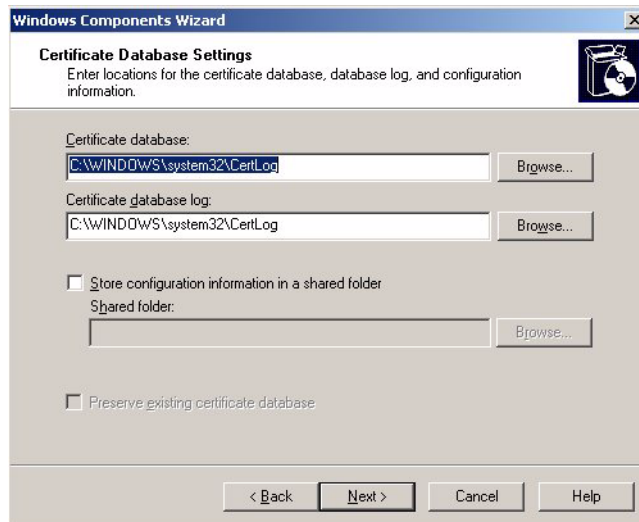 Windows Components Wizard
Certificate Database Settings
Enter locations for the certificate database, database log, and configuration
information.
Certificate database:
C:\WINDOWS\system32\CertLog
Browse...
Certificate database log:
C:\WINDOWS\system32\CertLog
Browse...
Store configuration information in a shared folder
Shared folder:
Browse...
Preserve existing certificate database
< Back
Next >
Cancel
Help